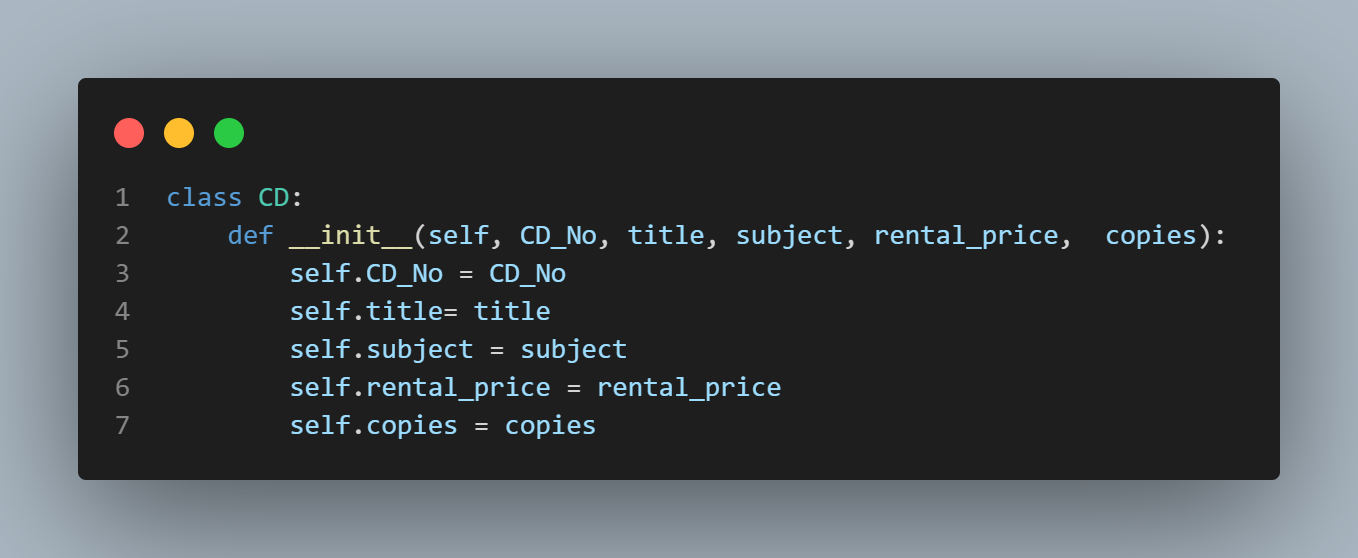 1 class CD:
2     def __init__(self, CD_No, title, subject, rental_price,  copies):
3         self.CD_No = CD_No
4         self.title= title
5         self.subject = subject
6         self.rental_price = rental_price
7         self.copies = copies